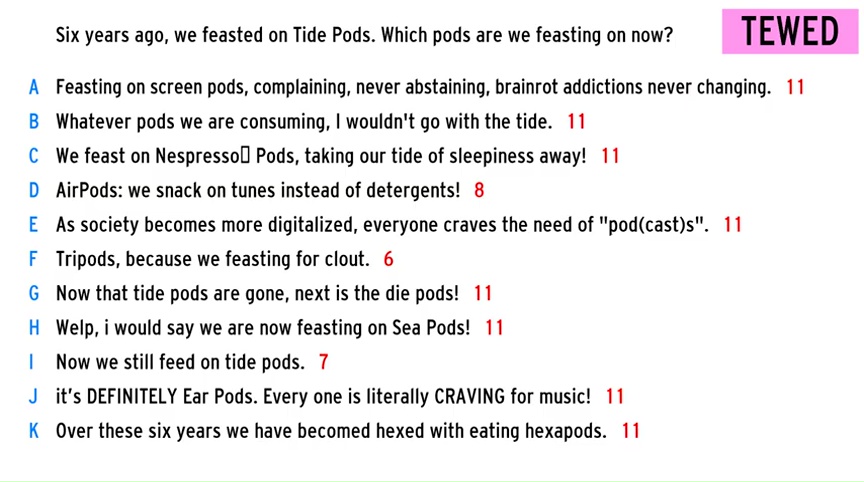 Six years ago, we feasted on Tide Pods. Which pods are we feasting on now?
TEWED
A Feasting on screen pods, complaining, never abstaining, brainrot addictions never changing. 11
B Whatever pods we are consuming, I wouldn't go with the tide. 11
C We feast on Nespresso▯ Pods, taking our tide of sleepiness away! 11
D AirPods: we snack on tunes instead of detergents! 8
E As society becomes more digitalized, everyone craves the need of "pod(cast)s". 11
F Tripods, because we feasting for clout. 6
G Now that tide pods are gone, next is the die pods! 11
H Welp, i would say we are now feasting on Sea Pods! 11
I Now we still feed on tide pods. 7
J it’s DEFINITELY Ear Pods. Every one is literally CRAVING for music! 11
K Over these six years we have becomed hexed with eating hexapods. 11